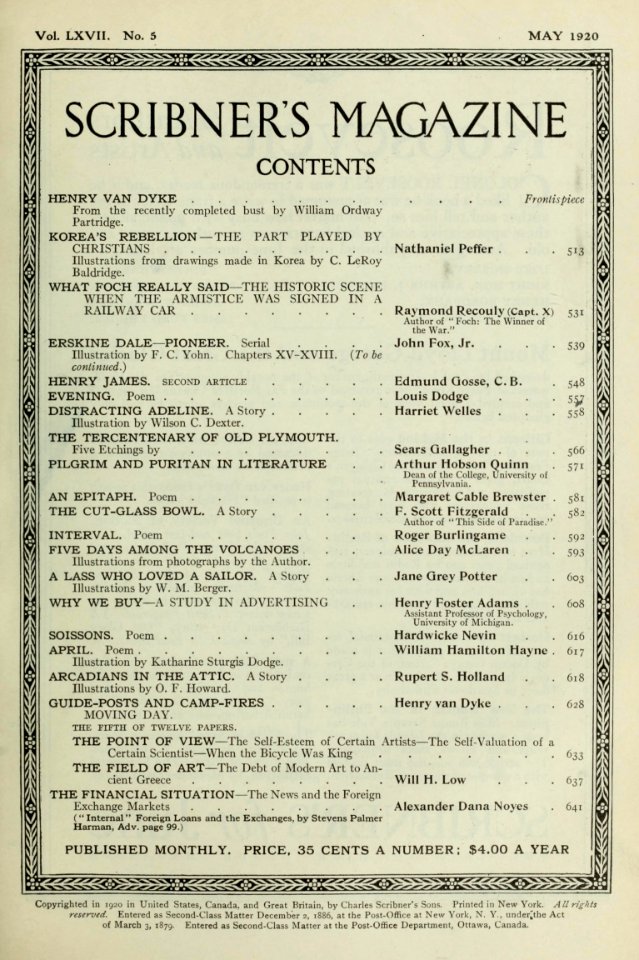 Vol. LXVII. No. 5 MAY 1920
SCRIBNER'S MAGAZINE
CONTENTS
HENRY VAN DYKE . . . . . . . . . . . . Frontispiece
From the recently completed bust by William Ordway
Partridge.
KOREA'S REBELLION—THE PART PLAYED BY
CHRISTIANS . . . . . . . . Nathaniel Peffer . . . 513
Illustrations from drawings made in Korea by C. LeRoy
Baldridge.
WHAT FOCH REALLY SAID—THE HISTORIC SCENE
WHEN THE ARMISTICE WAS SIGNED IN A
RAILWAY CAR . . . . . . . Raymond Recouly (Capt. X) 531
Author of "Foch: The Winner of
the War."
ERSKINE DALE—PIONEER. Serial . . . . John Fox, Jr. . . . 539
Illustration by F. C. Yohn. Chapters XV-XVIII. (To be
continued.)
HENRY JAMES. SECOND ARTICLE . . . . . Edmund Gosse, C. B. . 548
EVENING. Poem . . . . . . . . Louis Dodge . . . 557
DISTRACTING ADELINE. A Story . . . . . Harriet Welles . . . 558
Illustration by Wilson C. Dexter.
THE TERCENTENARY OF OLD PLYMOUTH.
Five Etchings by . . . . . . . Sears Gallagher . . . 566
PILGRIM AND PURITAN IN LITERATURE . . Arthur Hobson Quinn . 571
Dean of the College, University of
Pennsylvania.
AN EPITAPH. Poem . . . . . . . Margaret Cable Brewster . 581
THE CUT-GLASS BOWL. A Story . . . . . F. Scott Fitzgerald . . 582
Author of "This Side of Paradise."
INTERVAL. Poem . . . . . . . Roger Burlingame . . 592
FIVE DAYS AMONG THE VOLCANOES . . . Alice Day McLaren . . 593
Illustrations from photographs by the Author.
A LASS WHO LOVED A SAILOR. A Story . . . Jane Grey Potter . . 603
Illustrations by W. M. Berger.
WHY WE BUY—A STUDY IN ADVERTISING . . Henry Foster Adams . . 608
Assistant Professor of Psychology,
University of Michigan.
SOISSONS. Poem . . . . . . . . Hardwicke Nevin . . 616
APRIL. Poem . . . . . . . . . William Hamilton Hayne . 617
Illustration by Katharine Sturgis Dodge.
ARCADIANS IN THE ATTIC. A Story . . . . Rupert S. Holland . . 618
Illustrations by O. F. Howard.
GUIDE-POSTS AND CAMP-FIRES . . . . . Henry van Dyke . . . 628
MOVING DAY.
THE FIFTH OF TWELVE PAPERS.
THE POINT OF VIEW—The Self-Esteem of Certain Artists—The Self-Valuation of a
Certain Scientist—When the Bicycle Was King . . . . . . . 633
THE FIELD OF ART—The Debt of Modern Art to An-
cient Greece . . . . . . . . Will H. Low . . . 637
THE FINANCIAL SITUATION—The News and the Foreign
Exchange Markets . . . . . . . Alexander Dana Noyes . 641
("Internal" Foreign Loans and the Exchanges, by Stevens Palmer
Harman, Adv. page 99.)
PUBLISHED MONTHLY. PRICE, 35 CENTS A NUMBER; $4.00 A YEAR
Copyrighted in 1920 in United States, Canada, and Great Britain, by Charles Scribner's Sons. Printed in New York. All rights
reserved. Entered as Second-Class Matter December 2, 1886, at the Post-Office at New York, N. Y., under the Act
of March 3, 1879. Entered as Second-Class Matter at the Post-Office Department, Ottawa, Canada.